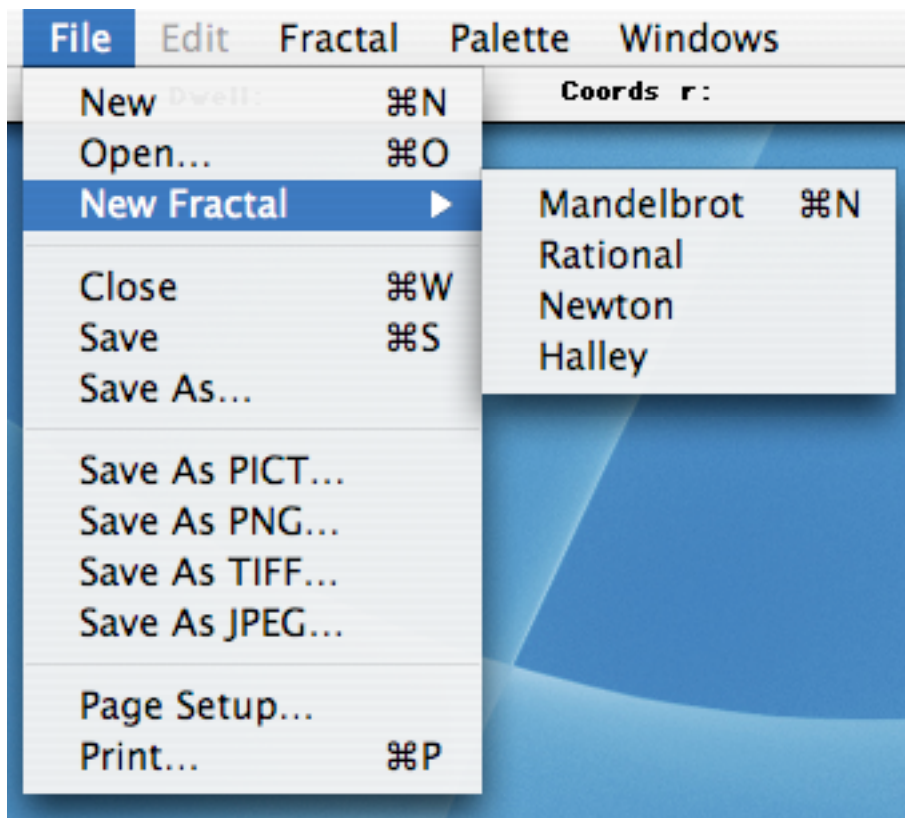 File Edit Fractal Palette Windows
Dwell: Coords r:
New ⌘N
Open... ⌘O
New Fractal ▶
Mandelbrot ⌘N
Rational
Newton
Halley
Close ⌘W
Save ⌘S
Save As...
Save As PICT...
Save As PNG...
Save As TIFF...
Save As JPEG...
Page Setup...
Print... ⌘P